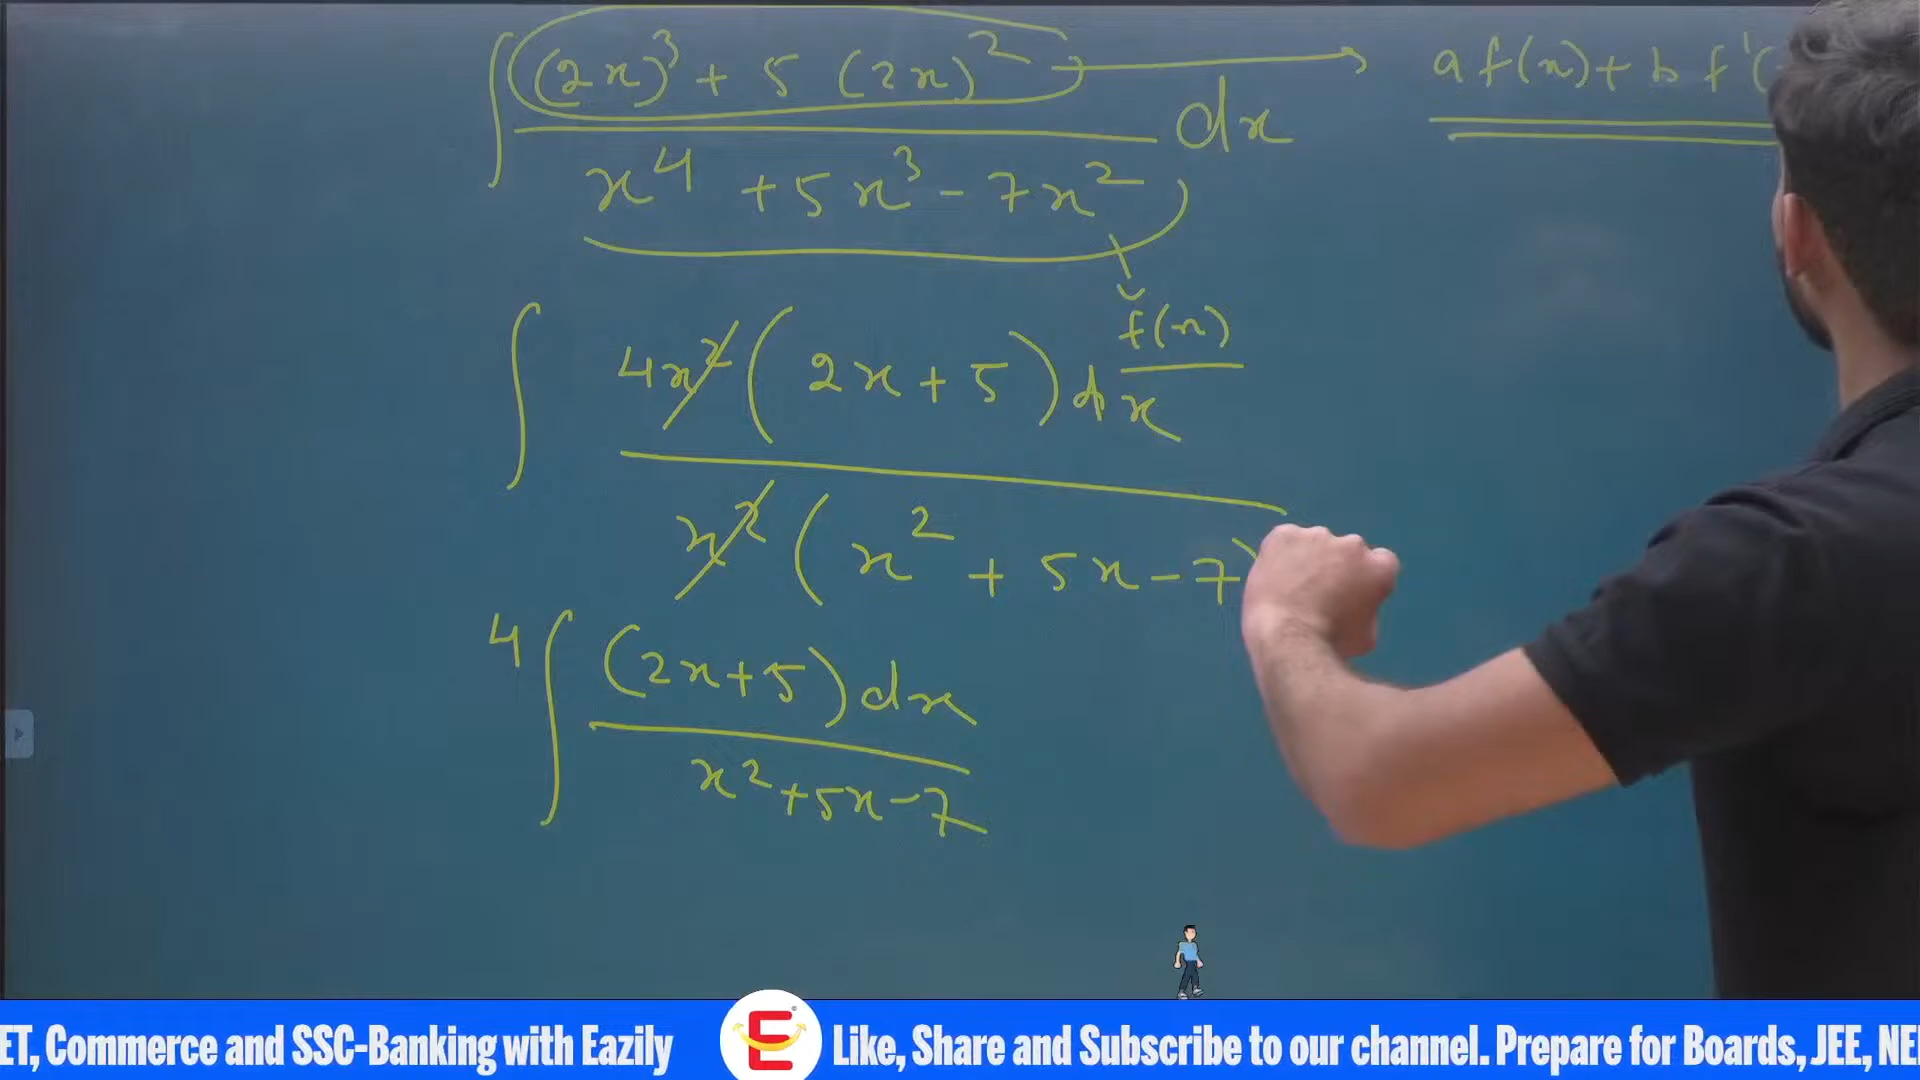 ∫ (2x)³ + 5 (2x)² → a f(x) + b f'(
x⁴ + 5x³ - 7x² dx
f(x)
∫ 4x² (2x + 5) dx
x² (x² + 5x - 7)
4 ∫ (2x+5) dx
x² + 5x - 7
ET, Commerce and SSC-Banking with Eazily E Like, Share and Subscribe to our channel. Prepare for Boards, JEE, NE